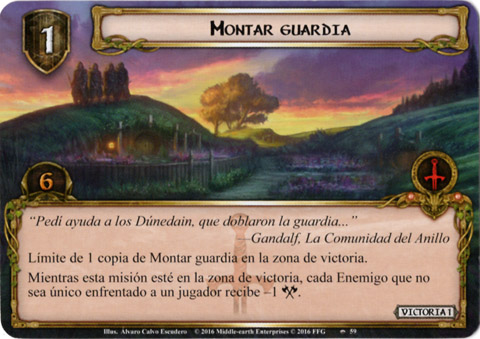 1
Montar guardia
6
“Pedí ayuda a los Dúnedain, que doblaron la guardia...”
—Gandalf, La Comunidad del Anillo
Límite de 1 copia de Montar guardia en la zona de victoria.
Mientras esta misión esté en la zona de victoria, cada Enemigo que no
sea único enfrentado a un jugador recibe –1 .
VICTORIA 1
Illus. Álvaro Calvo Escudero © 2016 Middle-earth Enterprises © 2016 FFG 59